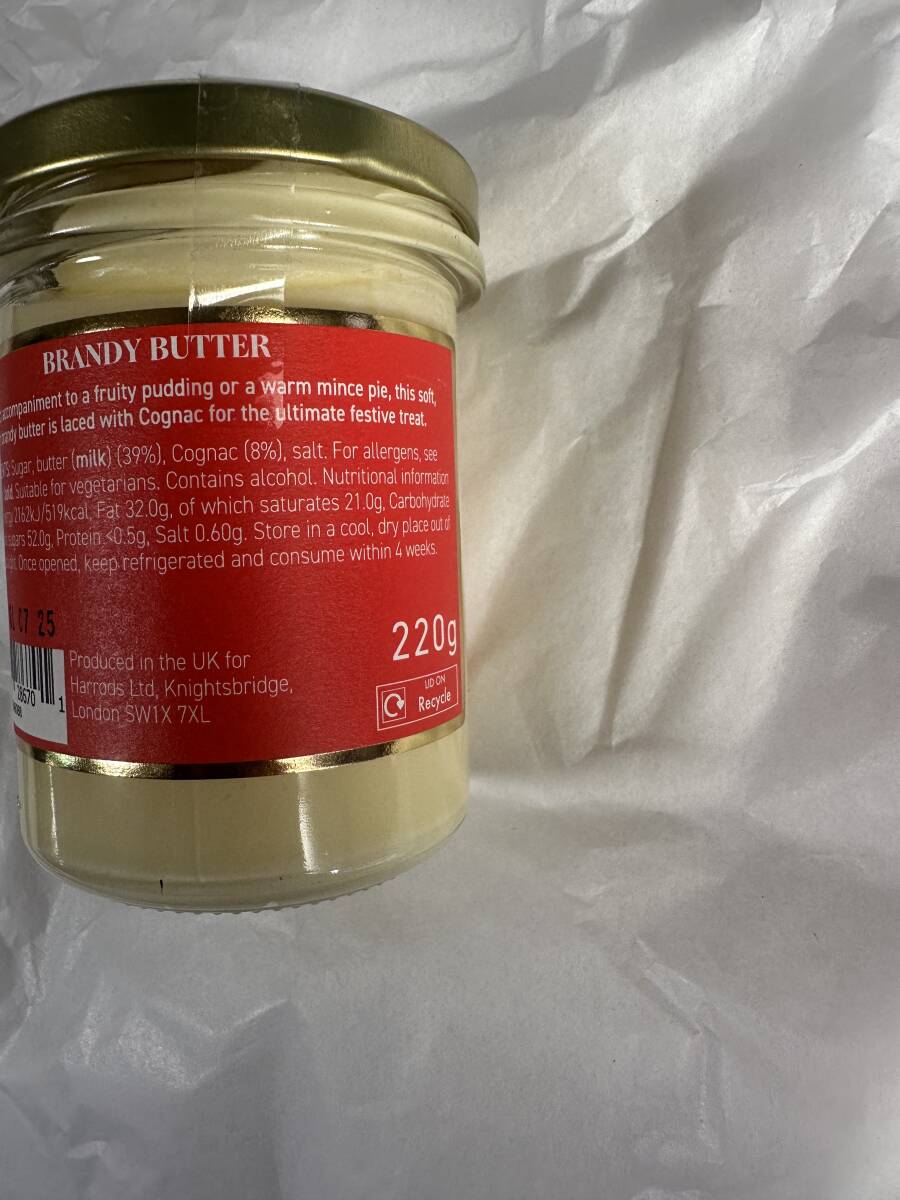 BRANDY BUTTER
accompaniment to a fruity pudding or a warm mince pie, this soft,
brandy butter is laced with Cognac for the ultimate festive treat.
Sugar, butter (milk) (39%), Cognac (8%), salt. For allergens, see
bold. Suitable for vegetarians. Contains alcohol. Nutritional information
2162kJ/519kcal, Fat 32.0g, of which saturates 21.0g, Carbohydrate
sugars 52.0g, Protein <0.5g, Salt 0.60g. Store in a cool, dry place out of
Once opened, keep refrigerated and consume within 4 weeks.
07 25
220g
Produced in the UK for
Harrods Ltd, Knightsbridge,
London SW1X 7XL
LID ON
Recycle
28670 1